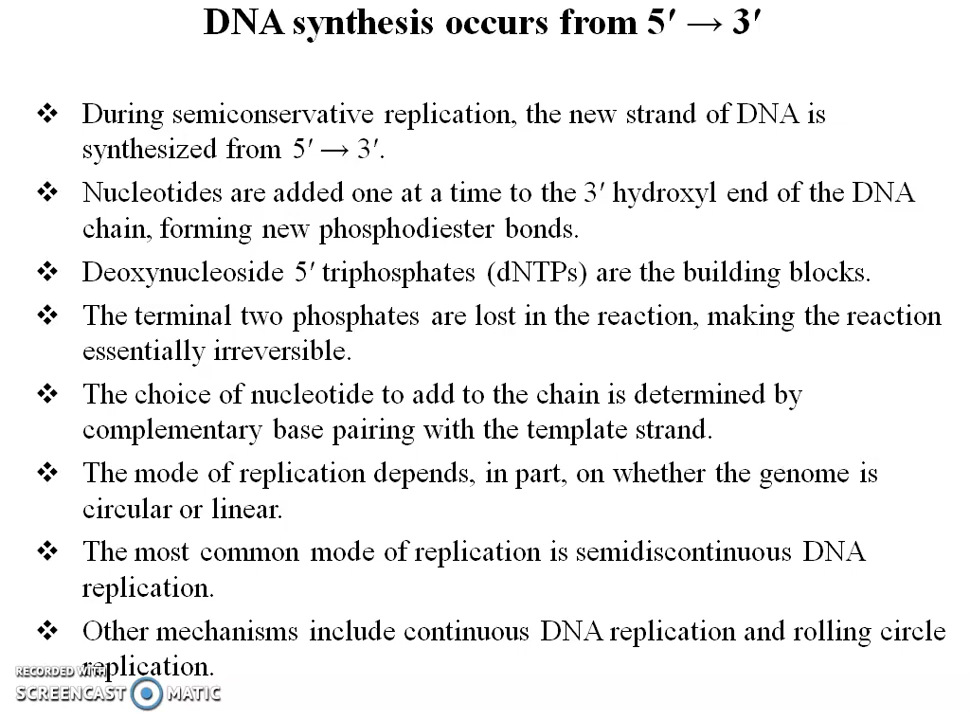 DNA synthesis occurs from 5′ → 3′
❖ During semiconservative replication, the new strand of DNA is
synthesized from 5′ → 3′.
❖ Nucleotides are added one at a time to the 3′ hydroxyl end of the DNA
chain, forming new phosphodiester bonds.
❖ Deoxynucleoside 5′ triphosphates (dNTPs) are the building blocks.
❖ The terminal two phosphates are lost in the reaction, making the reaction
essentially irreversible.
❖ The choice of nucleotide to add to the chain is determined by
complementary base pairing with the template strand.
❖ The mode of replication depends, in part, on whether the genome is
circular or linear.
❖ The most common mode of replication is semidiscontinuous DNA
replication.
❖ Other mechanisms include continuous DNA replication and rolling circle
replication.
RECORDED WITH
SCREENCAST MATIC